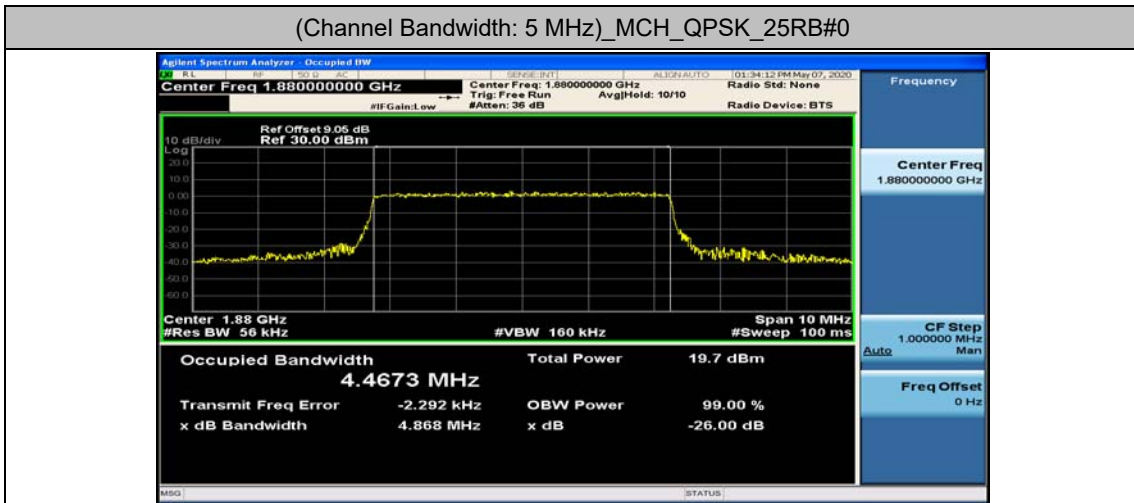 (Channel Bandwidth: 5 MHz)_MCH_QPSK_25RB#0
Agilent Spectrum Analyzer - Occupied BW
LXI RL RF 50 Ω AC SENSE:INT ALIGN AUTO 01:34:12 PM May 07, 2020
Center Freq 1.880000000 GHz
Center Freq: 1.880000000 GHz
Radio Std: None
Trig: Free Run Avg|Hold: 10/10
#IFGain:Low #Atten: 36 dB Radio Device: BTS
Frequency
Ref Offset 9.05 dB
10 dB/div Ref 30.00 dBm
Log
20.0
10.0
0.00
-10.0
-20.0
-30.0
-40.0
-50.0
-60.0
Center Freq
1.880000000 GHz
Center 1.88 GHz Span 10 MHz
#Res BW 56 kHz #VBW 160 kHz #Sweep 100 ms
CF Step
1.000000 MHz
Auto Man
Occupied Bandwidth Total Power 19.7 dBm
4.4673 MHz
Transmit Freq Error -2.292 kHz OBW Power 99.00 %
x dB Bandwidth 4.868 MHz x dB -26.00 dB
Freq Offset
0 Hz
MSG STATUS